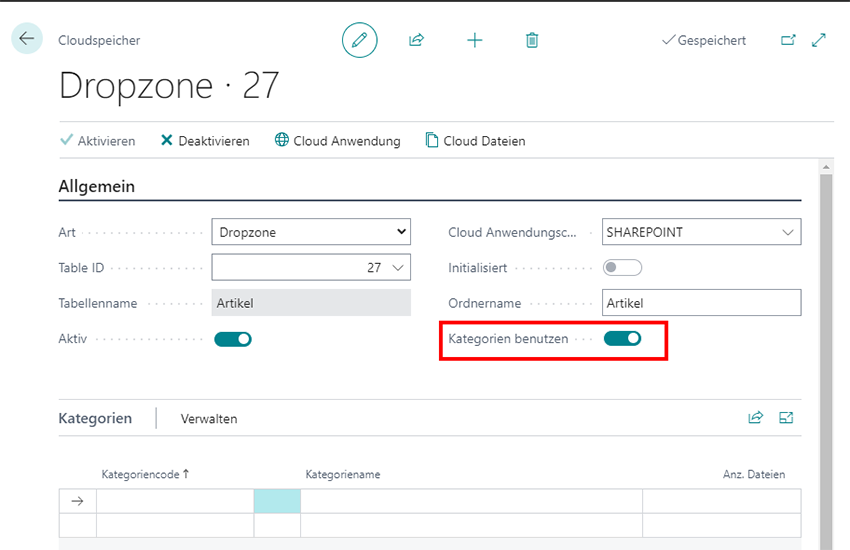 Cloudspeicher
Gespeichert
Dropzone · 27
Aktivieren Deaktivieren Cloud Anwendung Cloud Dateien
Allgemein
Art Dropzone Cloud Anwendungsc... SHAREPOINT
Table ID 27 Initialisiert
Tabellenname Artikel Ordnername Artikel
Aktiv Kategorien benutzen
Kategorien Verwalten
Kategoriencode ↑ Kategoriename Anz. Dateien